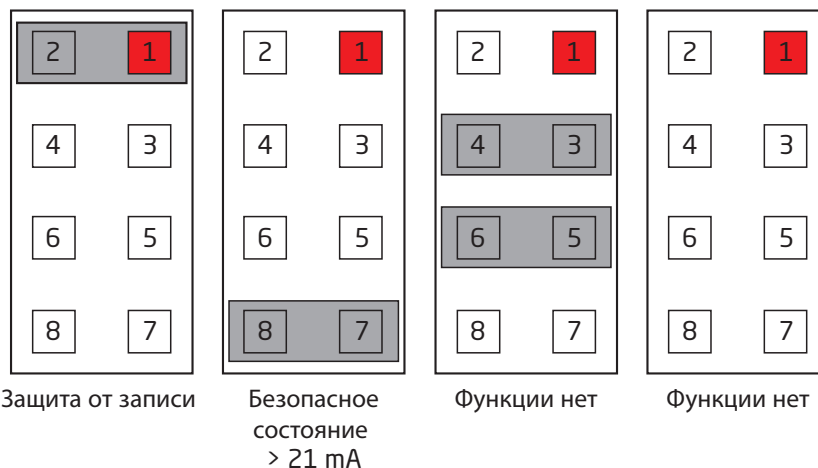 2 1 2 1 2 1 2 1
4 3 4 3 4 3 4 3
6 5 6 5 6 5 6 5
8 7 8 7 8 7 8 7
Защита от записи Безопасное Функции нет Функции нет
состояние
> 21 mA